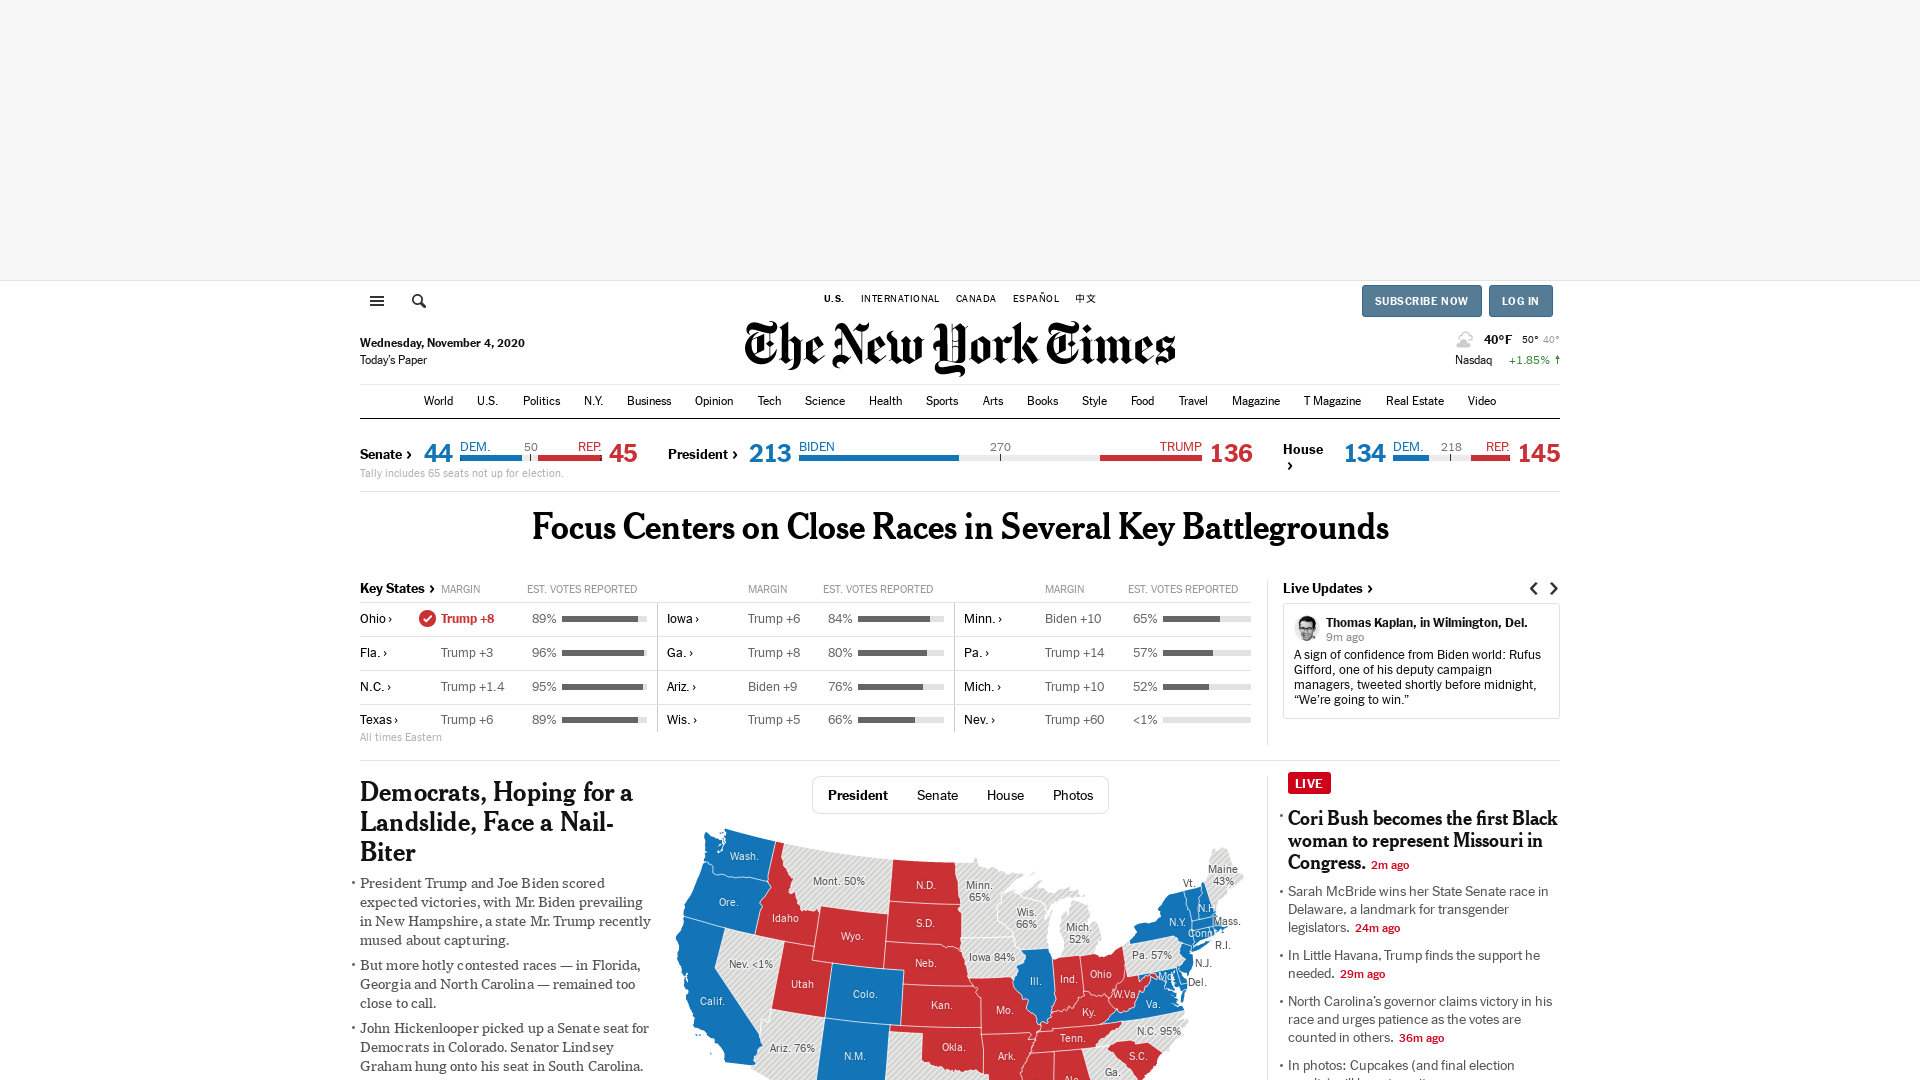 U.S. INTERNATIONAL CANADA ESPAÑOL 中文
SUBSCRIBE NOW LOG IN
Wednesday, November 4, 2020
Today's Paper
The New York Times
40°F 50° 40°
Nasdaq +1.85% ↑
World U.S. Politics N.Y. Business Opinion Tech Science Health Sports Arts Books Style Food Travel Magazine T Magazine Real Estate Video
Senate › 44 DEM. 50 REP. 45
Tally includes 65 seats not up for election.
President › 213 BIDEN 270 TRUMP 136
House › 134 DEM. 218 REP. 145
Focus Centers on Close Races in Several Key Battlegrounds
Key States › MARGIN EST. VOTES REPORTED MARGIN EST. VOTES REPORTED MARGIN EST. VOTES REPORTED
Ohio › Trump +8 89% Iowa › Trump +6 84% Minn. › Biden +10 65%
Fla. › Trump +3 96% Ga. › Trump +8 80% Pa. › Trump +14 57%
N.C. › Trump +1.4 95% Ariz. › Biden +9 76% Mich. › Trump +10 52%
Texas › Trump +6 89% Wis. › Trump +5 66% Nev. › Trump +60 <1%
All times Eastern
Live Updates ›
Thomas Kaplan, in Wilmington, Del.
9m ago
A sign of confidence from Biden world: Rufus
Gifford, one of his deputy campaign
managers, tweeted shortly before midnight,
“We’re going to win.”
Democrats, Hoping for a
Landslide, Face a Nail-
Biter
• President Trump and Joe Biden scored
expected victories, with Mr. Biden prevailing
in New Hampshire, a state Mr. Trump recently
mused about capturing.
• But more hotly contested races — in Florida,
Georgia and North Carolina — remained too
close to call.
• John Hickenlooper picked up a Senate seat for
Democrats in Colorado. Senator Lindsey
Graham hung onto his seat in South Carolina.
President Senate House Photos
Wash.
Mont. 50%
N.D.
Minn.
65%
Maine
43%
Vt.
Ore.
Idaho
S.D.
Wis.
66%
N.H.
Wyo.
Mich.
52%
N.Y.
Mass.
Conn.
R.I.
Nev. <1%
Neb.
Iowa 84%
Pa. 57%
N.J.
Utah
Colo.
Ill.
Ind.
Ohio
Md.
Del.
Calif.
Kan.
Mo.
W.Va.
Va.
Ky.
Ariz. 76%
N.M.
Okla.
Ark.
Tenn.
N.C. 95%
S.C.
Ga.
Ala.
LIVE
• Cori Bush becomes the first Black
woman to represent Missouri in
Congress. 2m ago
• Sarah McBride wins her State Senate race in
Delaware, a landmark for transgender
legislators. 24m ago
• In Little Havana, Trump finds the support he
needed. 29m ago
• North Carolina’s governor claims victory in his
race and urges patience as the votes are
counted in others. 36m ago
• In photos: Cupcakes (and final election